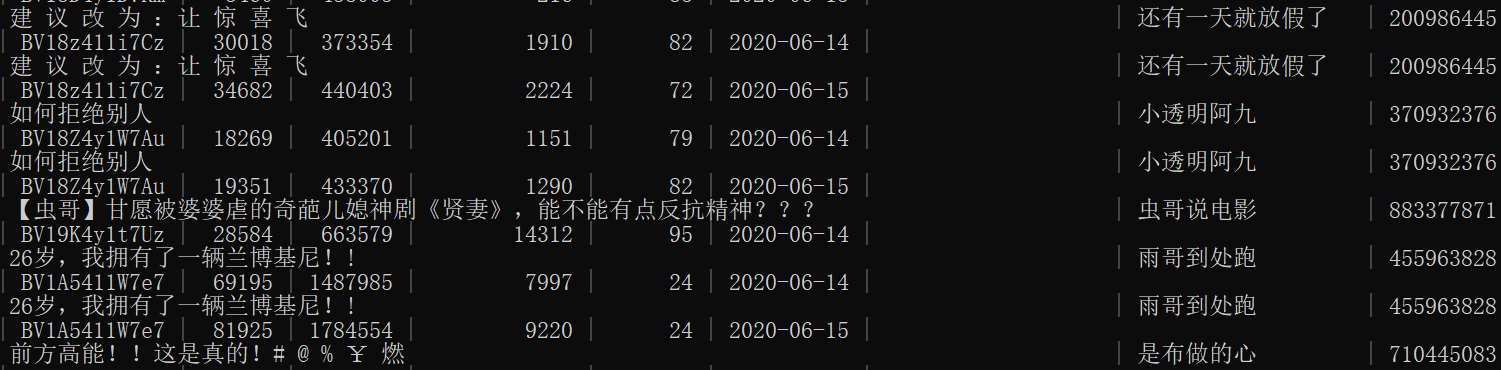 建 议 改 为 ：让 惊 喜 飞 | 还有一天就放假了 | 200986445
| BV18z411i7Cz | 30018 | 373354 | 1910 | 82 | 2020-06-14 |
建 议 改 为 ：让 惊 喜 飞 | 还有一天就放假了 | 200986445
| BV18z411i7Cz | 34682 | 440403 | 2224 | 72 | 2020-06-15 |
如何拒绝别人 | 小透明阿九 | 370932376
| BV18Z4y1W7Au | 18269 | 405201 | 1151 | 79 | 2020-06-14 |
如何拒绝别人 | 小透明阿九 | 370932376
| BV18Z4y1W7Au | 19351 | 433370 | 1290 | 82 | 2020-06-15 |
【虫哥】甘愿被婆婆虐的奇葩儿媳神剧《贤妻》，能不能有点反抗精神？？？ | 虫哥说电影 | 883377871
| BV19K4y1t7Uz | 28584 | 663579 | 14312 | 95 | 2020-06-14 |
26岁，我拥有了一辆兰博基尼！！ | 雨哥到处跑 | 455963828
| BV1A5411W7e7 | 69195 | 1487985 | 7997 | 24 | 2020-06-14 |
26岁，我拥有了一辆兰博基尼！！ | 雨哥到处跑 | 455963828
| BV1A5411W7e7 | 81925 | 1784554 | 9220 | 24 | 2020-06-15 |
前方高能！！这是真的！# @ % ￥ 燃 | 是布做的心 | 710445083